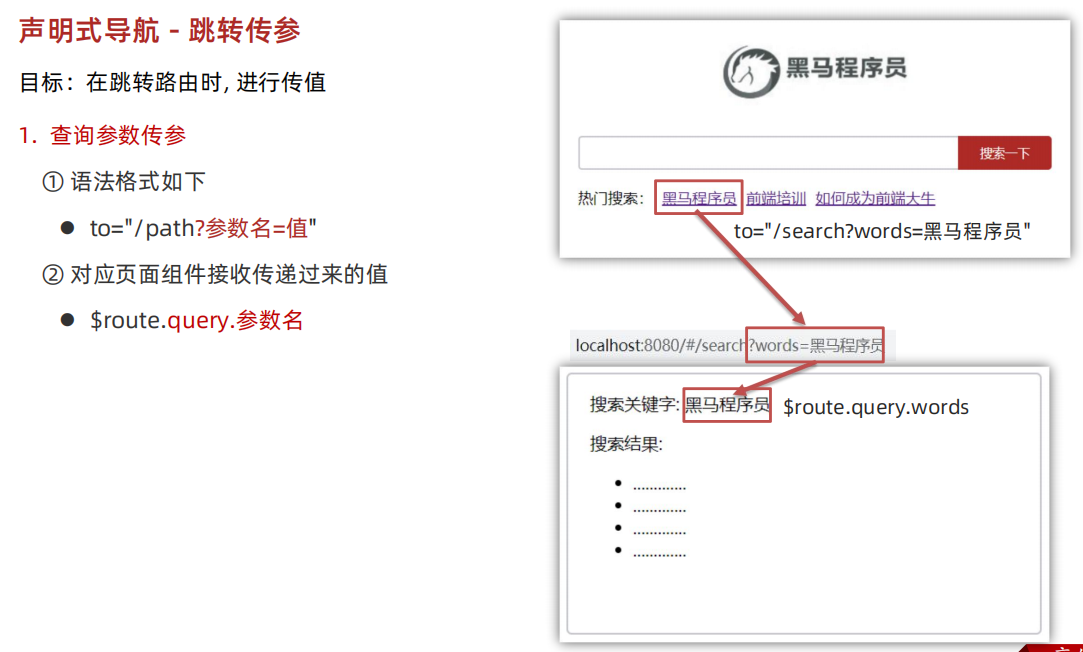 声明式导航 - 跳转传参
目标：在跳转路由时, 进行传值
1. 查询参数传参
① 语法格式如下
● to="/path?参数名=值"
② 对应页面组件接收传递过来的值
● $route.query.参数名
黑马程序员
搜索一下
热门搜索： 黑马程序员 前端培训 如何成为前端大牛
to="/search?words=黑马程序员"
localhost:8080/#/search?words=黑马程序员
搜索关键字: 黑马程序员 $route.query.words
搜索结果:
• .............
• .............
• .............
• .............